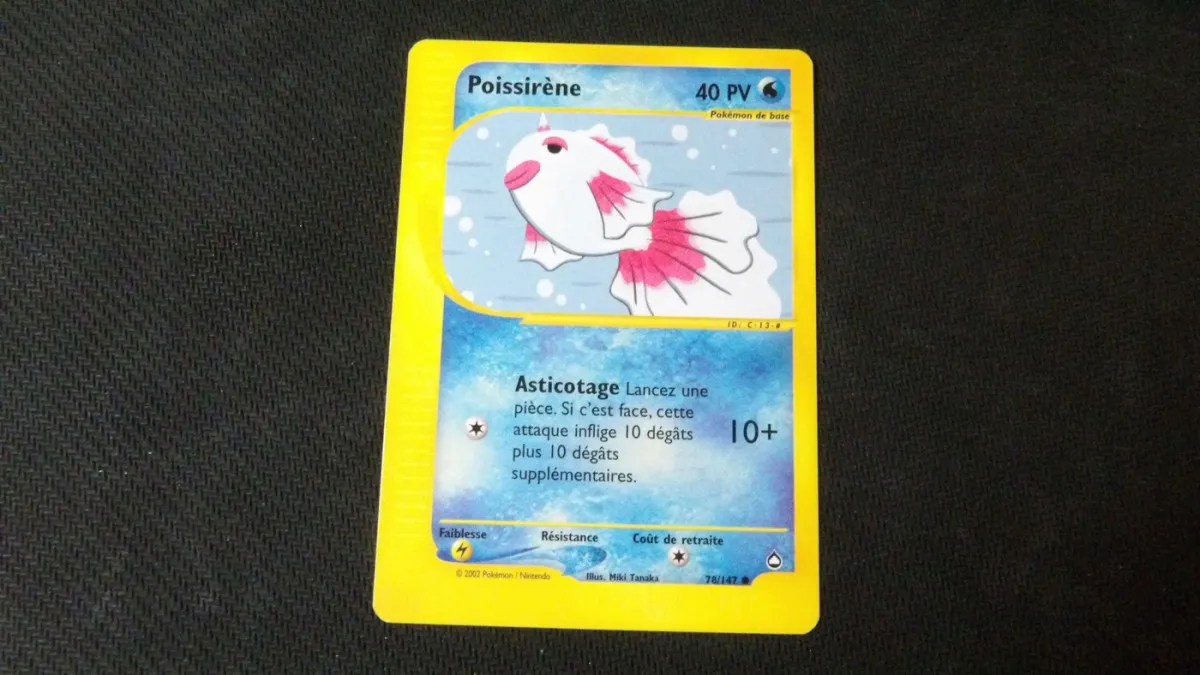 Poissirène
40 PV
Pokémon de base
ID: C-13-#
Asticotage Lancez une
pièce. Si c'est face, cette
attaque inflige 10 dégâts
plus 10 dégâts
supplémentaires.
10+
Faiblesse
Résistance
Coût de retraite
© 2002 Pokémon / Nintendo
Illus. Miki Tanaka
78/147